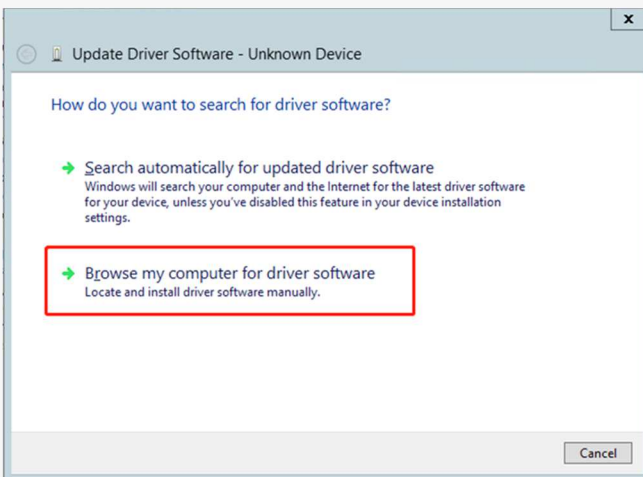 x
Update Driver Software - Unknown Device
How do you want to search for driver software?
Search automatically for updated driver software
Windows will search your computer and the Internet for the latest driver software
for your device, unless you've disabled this feature in your device installation
settings.
Browse my computer for driver software
Locate and install driver software manually.
Cancel